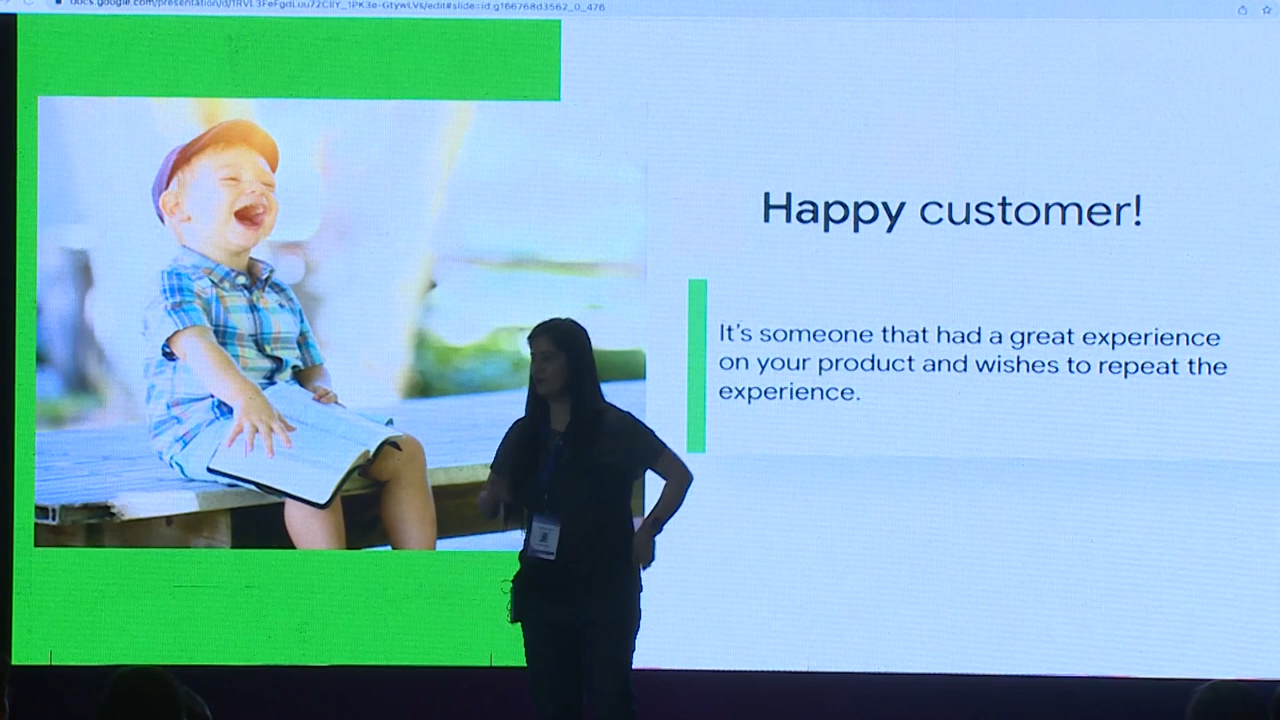 Happy customer!
It's someone that had a great experience
on your product and wishes to repeat the
experience.